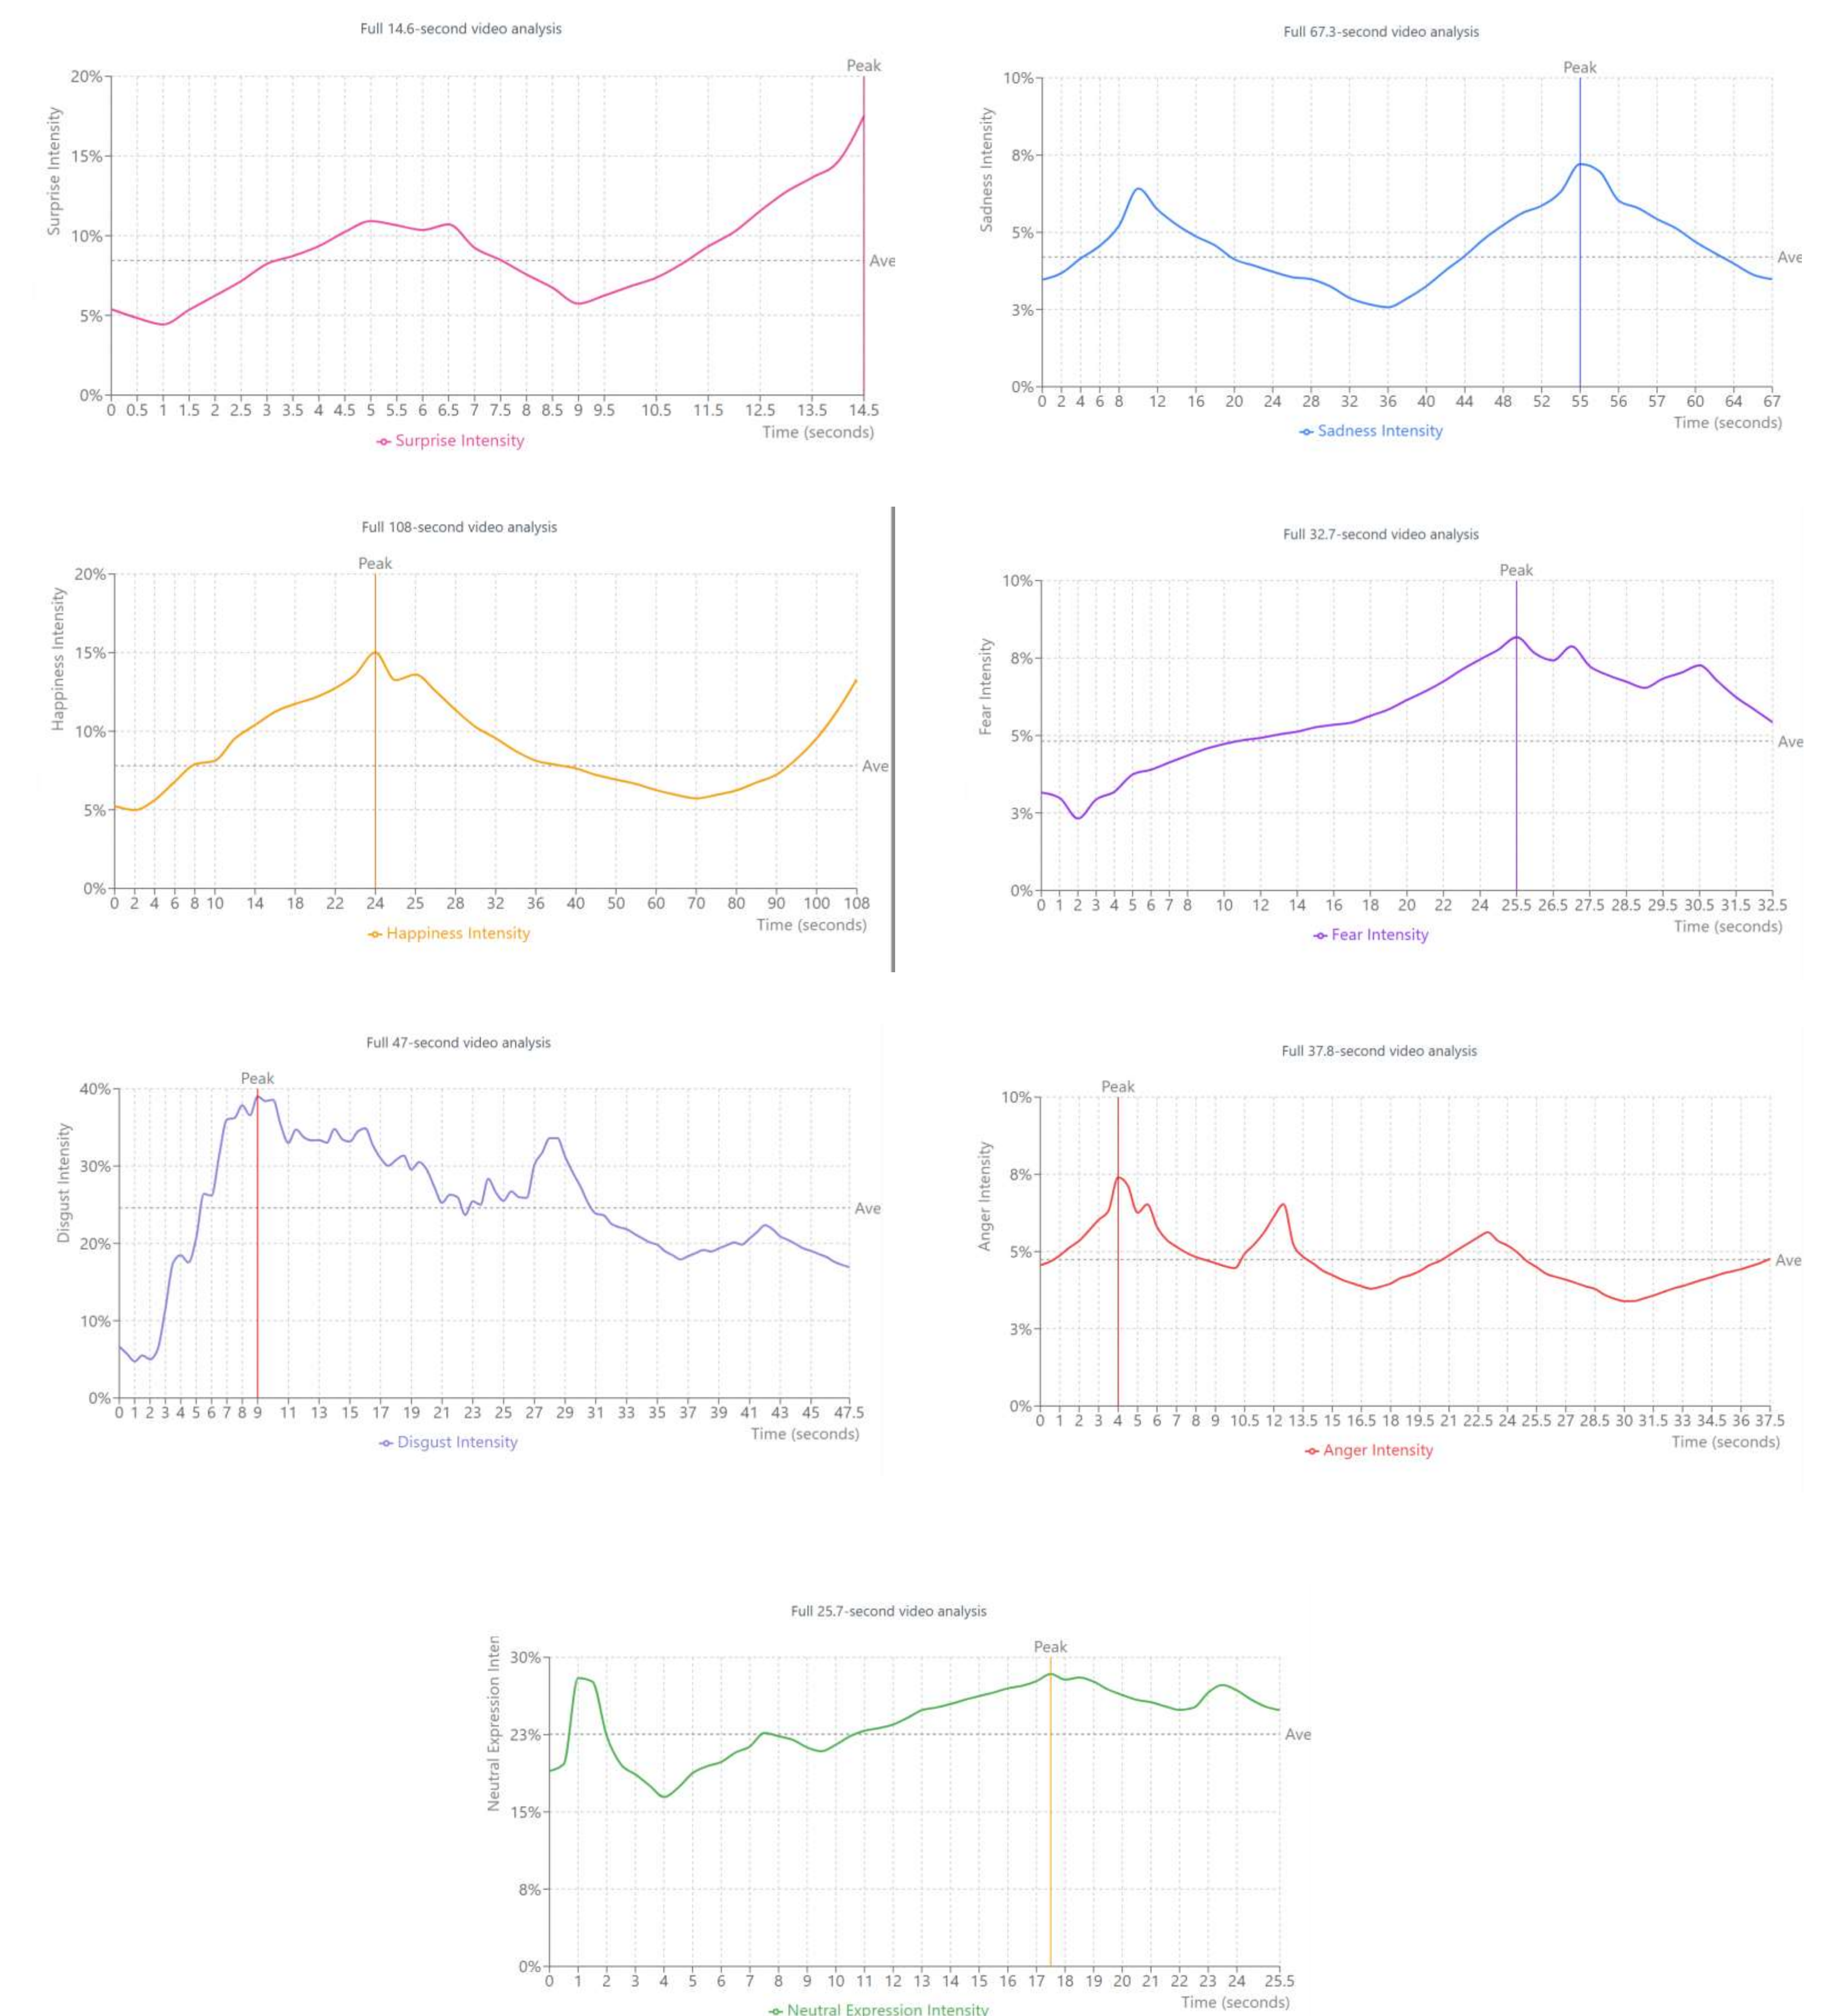 Full 14.6-second video analysis
Peak
20%
15%
10%
5%
0%
Surprise Intensity
Ave
0 0.5 1 1.5 2 2.5 3 3.5 4 4.5 5 5.5 6 6.5 7 7.5 8 8.5 9 9.5 10.5 11.5 12.5 13.5 14.5
Time (seconds)
Surprise Intensity
Full 67.3-second video analysis
Peak
10%
8%
5%
3%
0%
Sadness Intensity
Ave
0 2 4 6 8 12 16 20 24 28 32 36 40 44 48 52 55 56 57 60 64 67
Time (seconds)
Sadness Intensity
Full 108-second video analysis
Peak
20%
15%
10%
5%
0%
Happiness Intensity
Ave
0 2 4 6 8 10 14 18 22 24 25 28 32 36 40 50 60 70 80 90 100 108
Time (seconds)
Happiness Intensity
Full 32.7-second video analysis
Peak
10%
8%
5%
3%
0%
Fear Intensity
Ave
0 1 2 3 4 5 6 7 8 10 12 14 16 18 20 22 24 25.5 26.5 27.5 28.5 29.5 30.5 31.5 32.5
Time (seconds)
Fear Intensity
Full 47-second video analysis
Peak
40%
30%
20%
10%
0%
Disgust Intensity
Ave
0 1 2 3 4 5 6 7 8 9 11 13 15 17 19 21 23 25 27 29 31 33 35 37 39 41 43 45 47.5
Time (seconds)
Disgust Intensity
Full 37.8-second video analysis
Peak
10%
8%
5%
3%
0%
Anger Intensity
Ave
0 1 2 3 4 5 6 7 8 9 10.5 12 13.5 15 16.5 18 19.5 21 22.5 24 25.5 27 28.5 30 31.5 33 34.5 36 37.5
Time (seconds)
Anger Intensity
Full 25.7-second video analysis
Peak
30%
23%
15%
8%
0%
Neutral Expression Inten
Ave
0 1 2 3 4 5 6 7 8 9 10 11 12 13 14 15 16 17 18 19 20 21 22 23 24 25.5
Time (seconds)
Neutral Expression Intensity